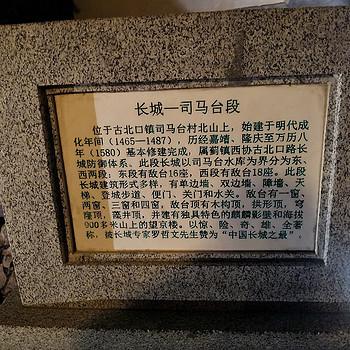 长城—司马台段
位于古北口镇司马台村北山上，始建于明代成
化年间（1465—1487），历经嘉靖、隆庆至万历八
年（1580）基本修建完成，属蓟镇西协古北口路长
城防御体系，此段长城以司马台水库为界分为东、
西两段；东段有敌台16座，西段有敌台18座。此段
长城建筑形式多样，有单边墙、双边墙、障墙、天
梯、登城步道、便门、关门和水关。敌台有一窗、
两窗、三窗和四窗，敌台顶有木构顶、拱形顶、穹
窿顶，藻井顶，并建有独具特色的麒麟影壁和海拔
900多米山上的望京楼。以惊、险、奇、雄、全著
称，被长城专家罗哲文先生赞为“中国长城之最”。